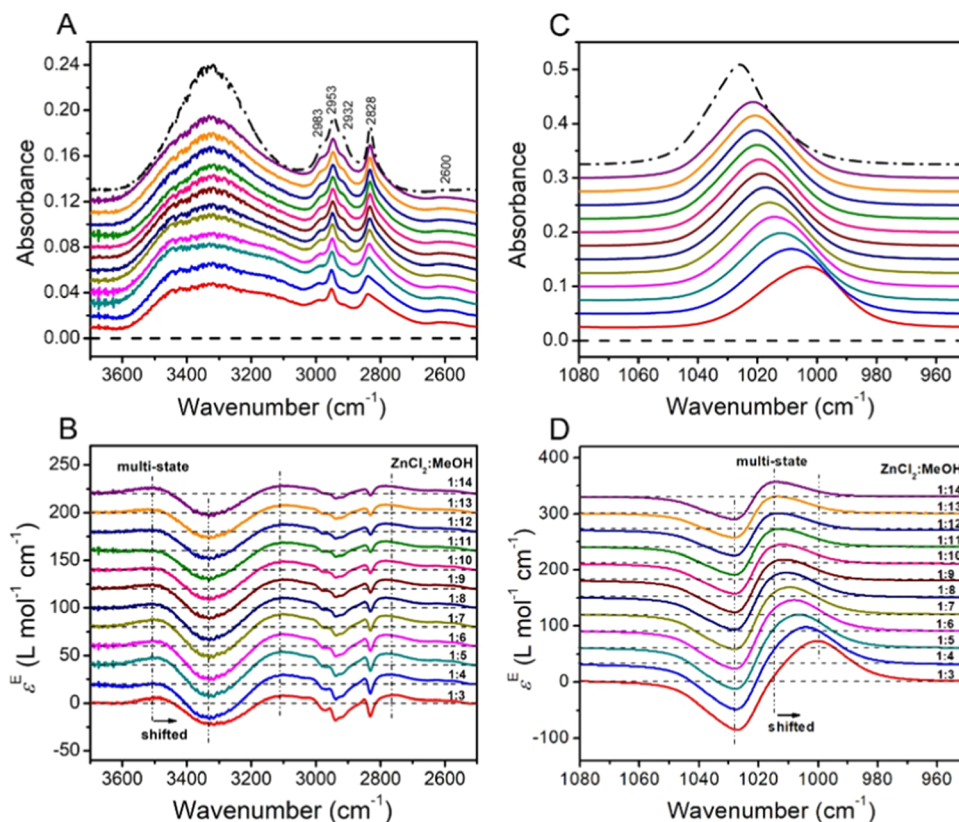 A
0.24
0.20
0.16
0.12
0.08
0.04
0.00
Absorbance
2983
2953
2932
2828
2600
3600 3400 3200 3000 2800 2600
Wavenumber (cm⁻¹)
C
0.5
0.4
0.3
0.2
0.1
0.0
Absorbance
1080 1060 1040 1020 1000 980 960
Wavenumber (cm⁻¹)
B
250
200
150
100
50
0
-50
εᴱ (L mol⁻¹ cm⁻¹)
multi-state
ZnCl₂:MeOH
1:14
1:13
1:12
1:11
1:10
1:9
1:8
1:7
1:6
1:5
1:4
1:3
shifted
3600 3400 3200 3000 2800 2600
Wavenumber (cm⁻¹)
D
400
300
200
100
0
-100
εᴱ (L mol⁻¹ cm⁻¹)
multi-state
ZnCl₂:MeOH
1:14
1:13
1:12
1:11
1:10
1:9
1:8
1:7
1:6
1:5
1:4
1:3
shifted
1080 1060 1040 1020 1000 980 960
Wavenumber (cm⁻¹)